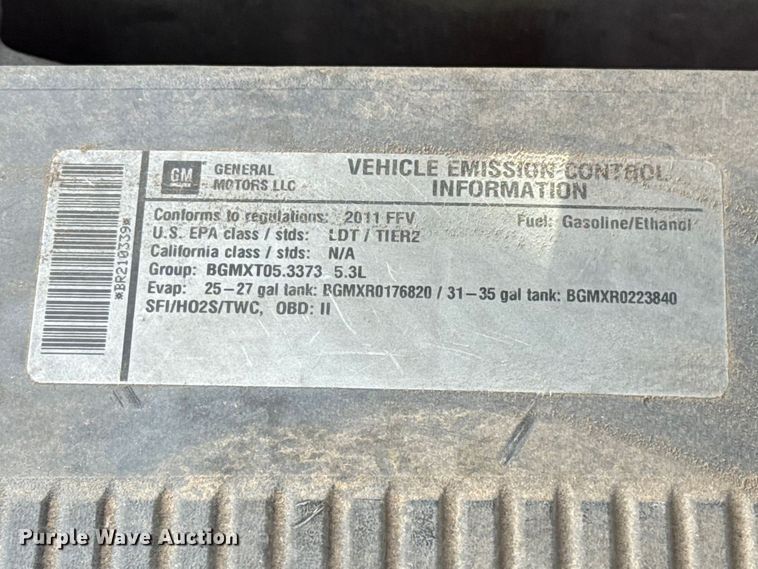 GM
GENERAL
MOTORS LLC
VEHICLE EMISSION CONTROL
INFORMATION
Conforms to regulations: 2011 FFV Fuel: Gasoline/Ethanol
U.S. EPA class / stds: LDT / TIER2
California class / stds: N/A
Group: BGMXT05.3373 5.3L
Evap: 25-27 gal tank: BGMXR0176820 / 31-35 gal tank: BGMXR0223840
SFI/HO2S/TWC, OBD: II
*BR210339*
Purple Wave Auction